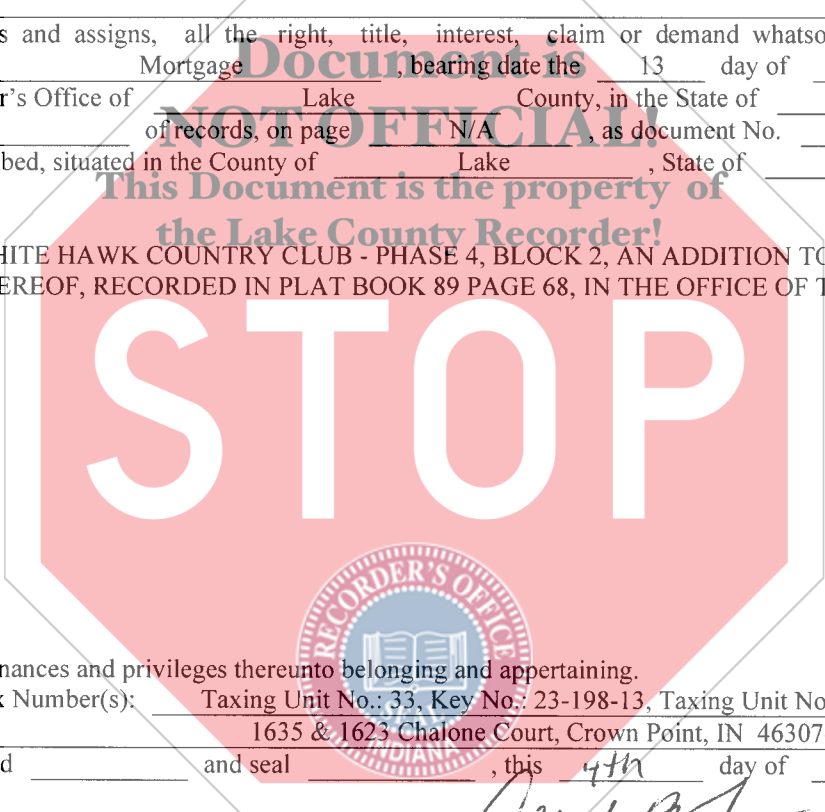 s and assigns, all the right, title, interest, claim or demand whatso
Document is
Mortgage , bearing date the 13 day of
r's Office of Lake County, in the State of
NOT OFFICIAL!
of records, on page N/A , as document No.
bed, situated in the County of Lake , State of
This Document is the property of
the Lake County Recorder!
HITE HAWK COUNTRY CLUB - PHASE 4, BLOCK 2, AN ADDITION TO
EREOF, RECORDED IN PLAT BOOK 89 PAGE 68, IN THE OFFICE OF T
STOP
RECORDER'S OFFICE
nances and privileges thereunto belonging and appertaining.
x Number(s): Taxing Unit No.: 33, Key No.: 23-198-13, Taxing Unit No
SEAL
1635 & 1623 Chalone Court, Crown Point, IN 46307
INDIANA
d and seal , this 4th day of